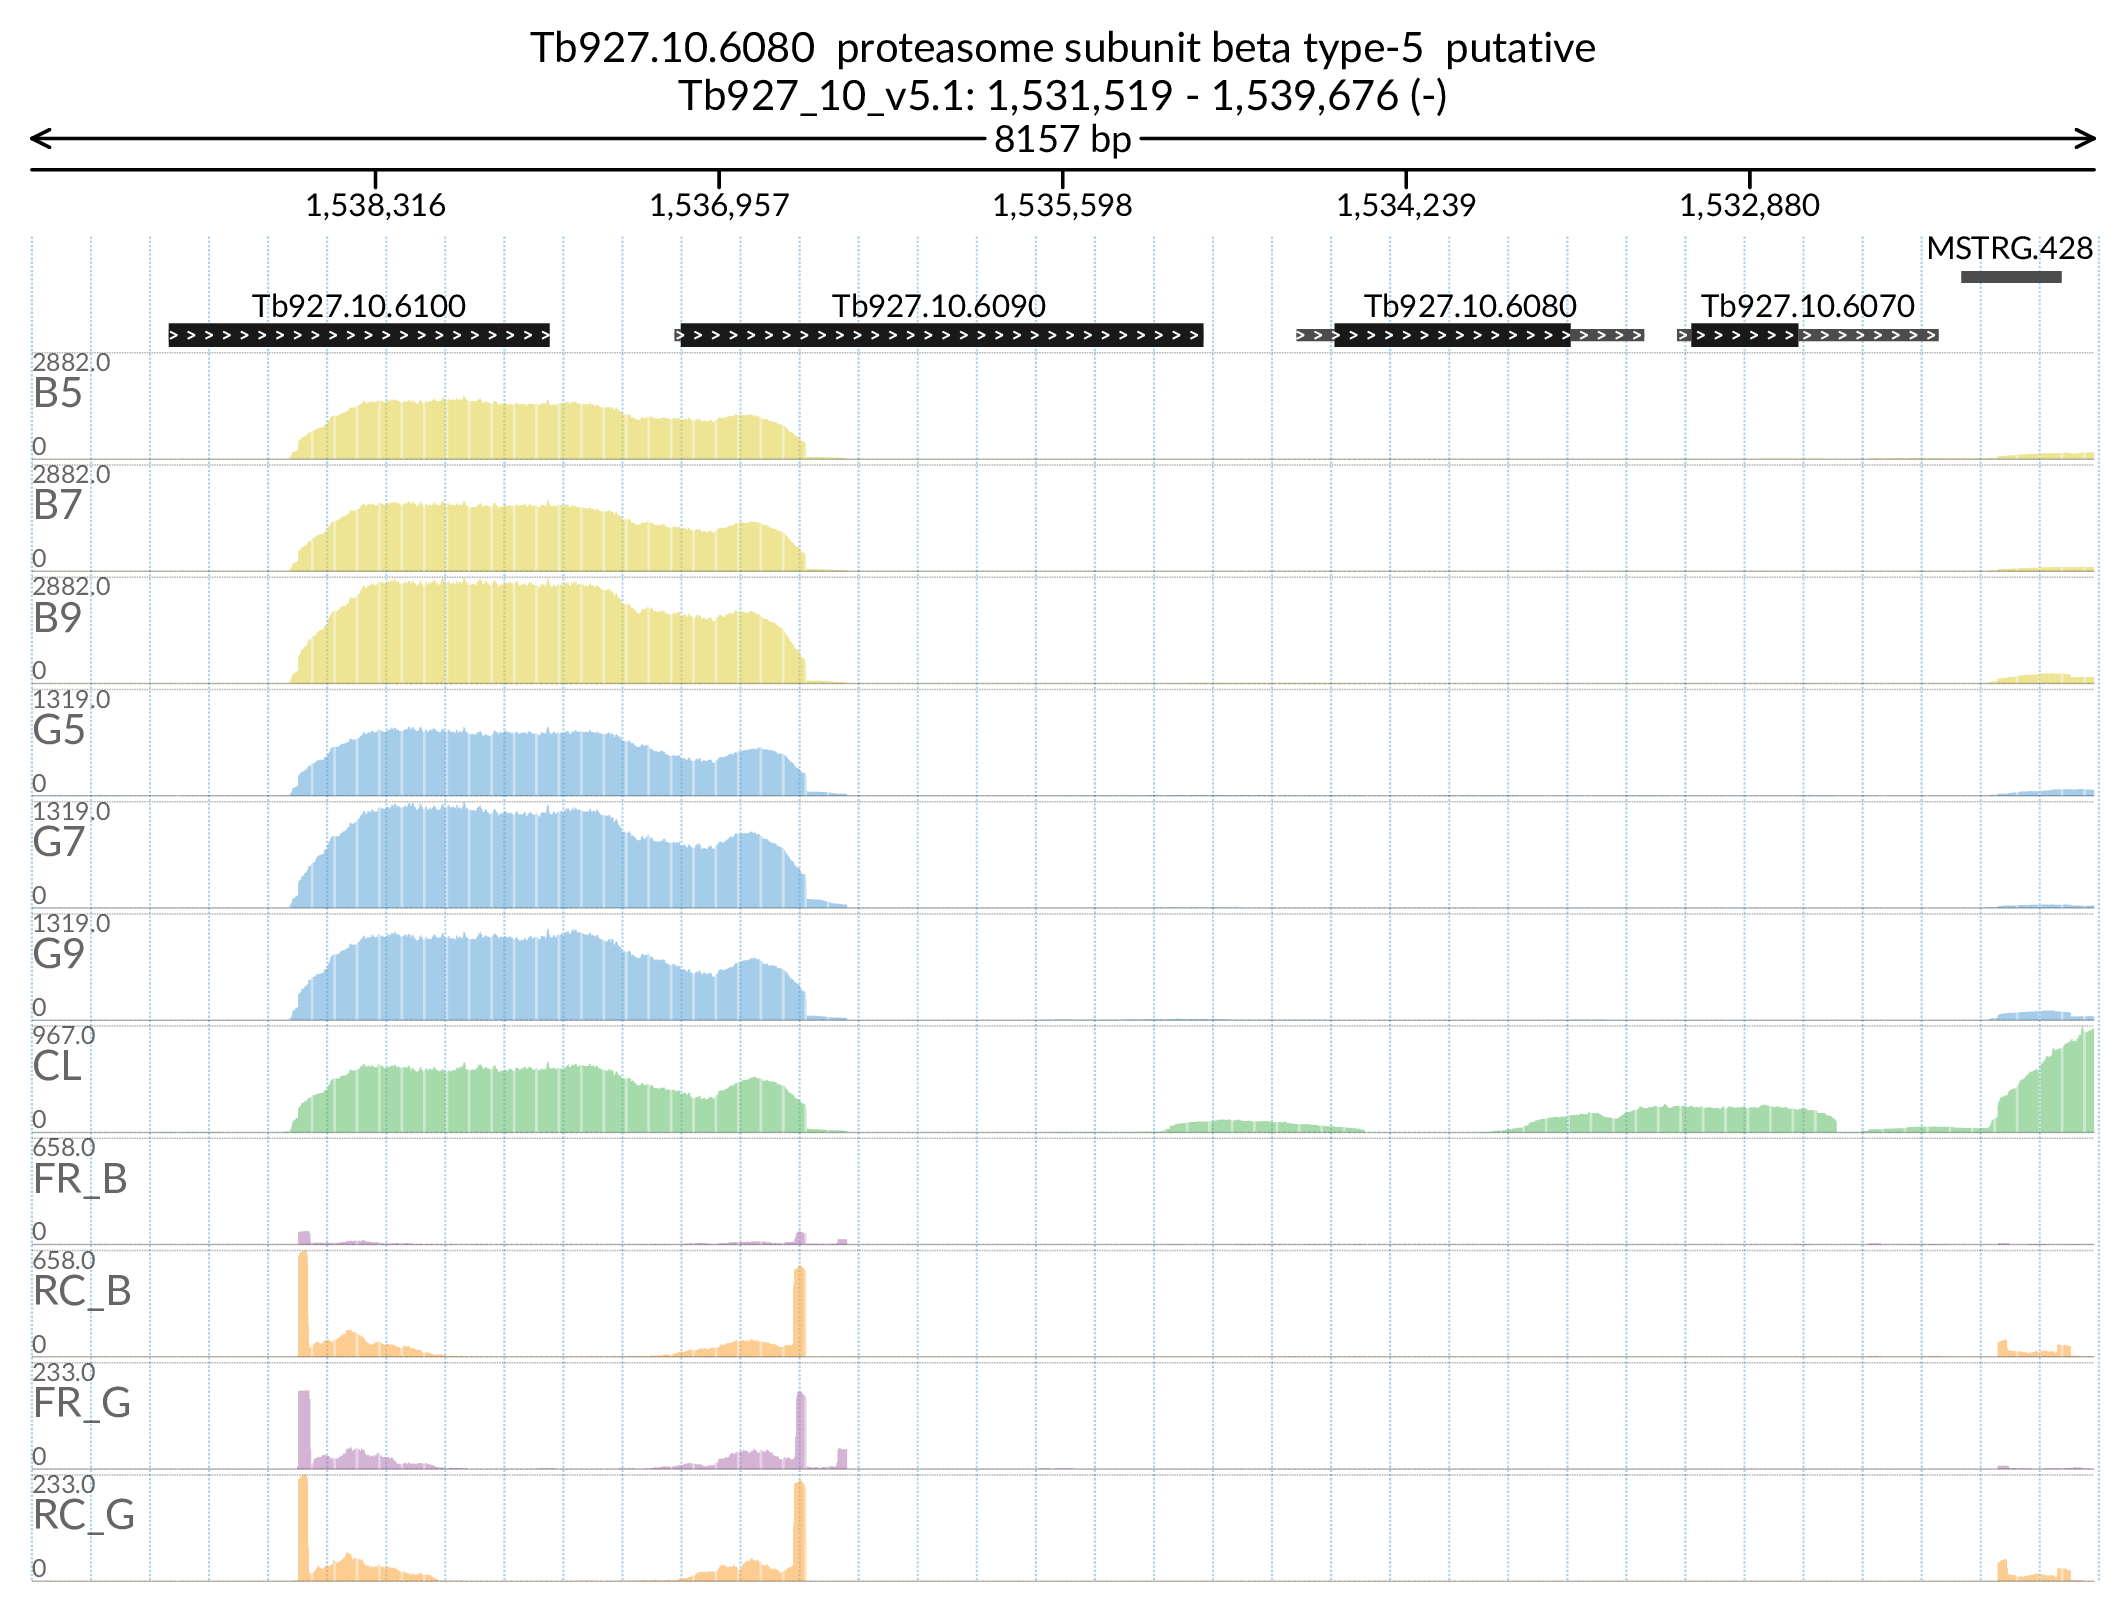 Tb927.10.6080  proteasome subunit beta type-5  putative
Tb927_10_v5.1: 1,531,519 - 1,539,676 (-)
8157 bp
1,538,316 1,536,957 1,535,598 1,534,239 1,532,880
MSTRG.428
Tb927.10.6100 Tb927.10.6090 Tb927.10.6080 Tb927.10.6070
2882.0
B5
0
2882.0
B7
0
2882.0
B9
0
1319.0
G5
0
1319.0
G7
0
1319.0
G9
0
967.0
CL
0
658.0
FR_B
0
658.0
RC_B
0
233.0
FR_G
0
233.0
RC_G
0